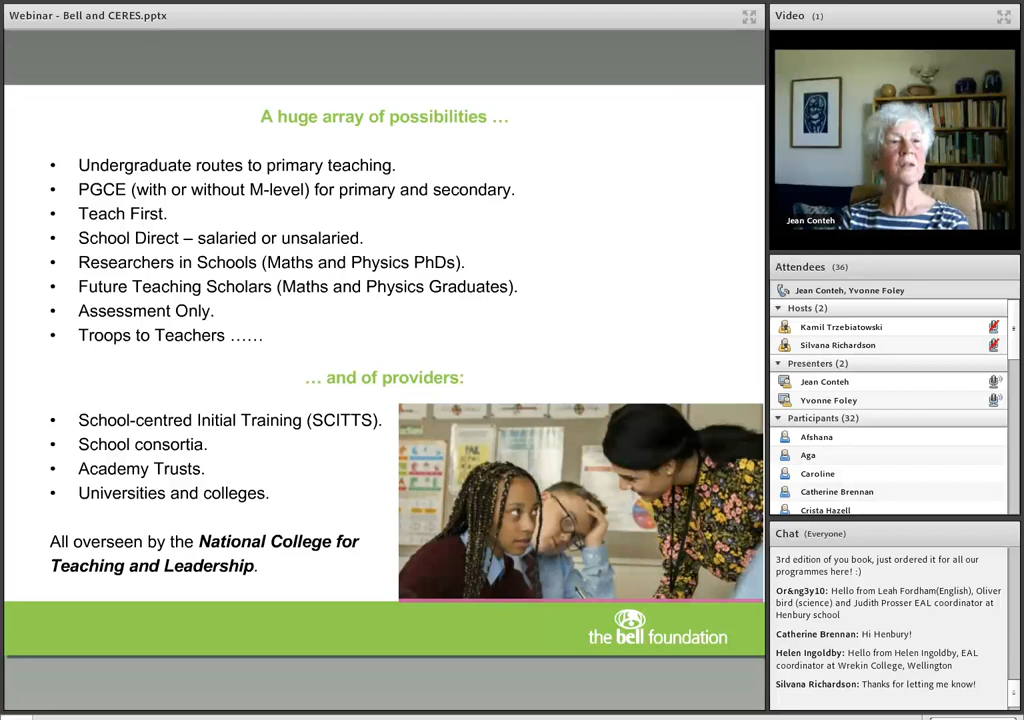 Webinar - Bell and CERES.pptx
A huge array of possibilities …
• Undergraduate routes to primary teaching.
• PGCE (with or without M-level) for primary and secondary.
• Teach First.
• School Direct – salaried or unsalaried.
• Researchers in Schools (Maths and Physics PhDs).
• Future Teaching Scholars (Maths and Physics Graduates).
• Assessment Only.
• Troops to Teachers ……
… and of providers:
• School-centred Initial Training (SCITTS).
• School consortia.
• Academy Trusts.
• Universities and colleges.
All overseen by the National College for
Teaching and Leadership.
the bell foundation
Video (1)
Jean Conteh
Attendees (36)
Jean Conteh, Yvonne Foley
Hosts (2)
Kamil Trzebiatowski
Silvana Richardson
Presenters (2)
Jean Conteh
Yvonne Foley
Participants (32)
Afshana
Aga
Caroline
Catherine Brennan
Crista Hazell
Chat (Everyone)
3rd edition of you book, just ordered it for all our
programmes here! :)
Or&ng3y10: Hello from Leah Fordham(English), Oliver
bird (science) and Judith Prosser EAL coordinator at
Henbury school
Catherine Brennan: Hi Henbury!
Helen Ingoldby: Hello from Helen Ingoldby, EAL
coordinator at Wrekin College, Wellington
Silvana Richardson: Thanks for letting me know!